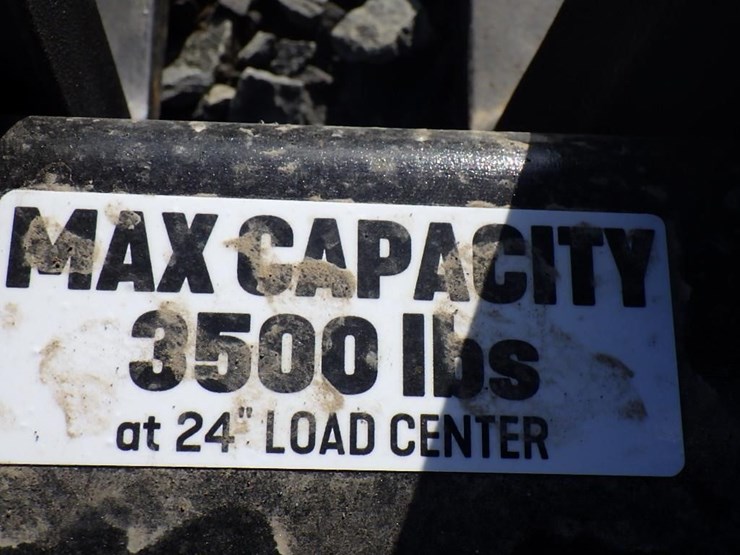 MAX CAPACITY
3500 lbs
at 24" LOAD CENTER